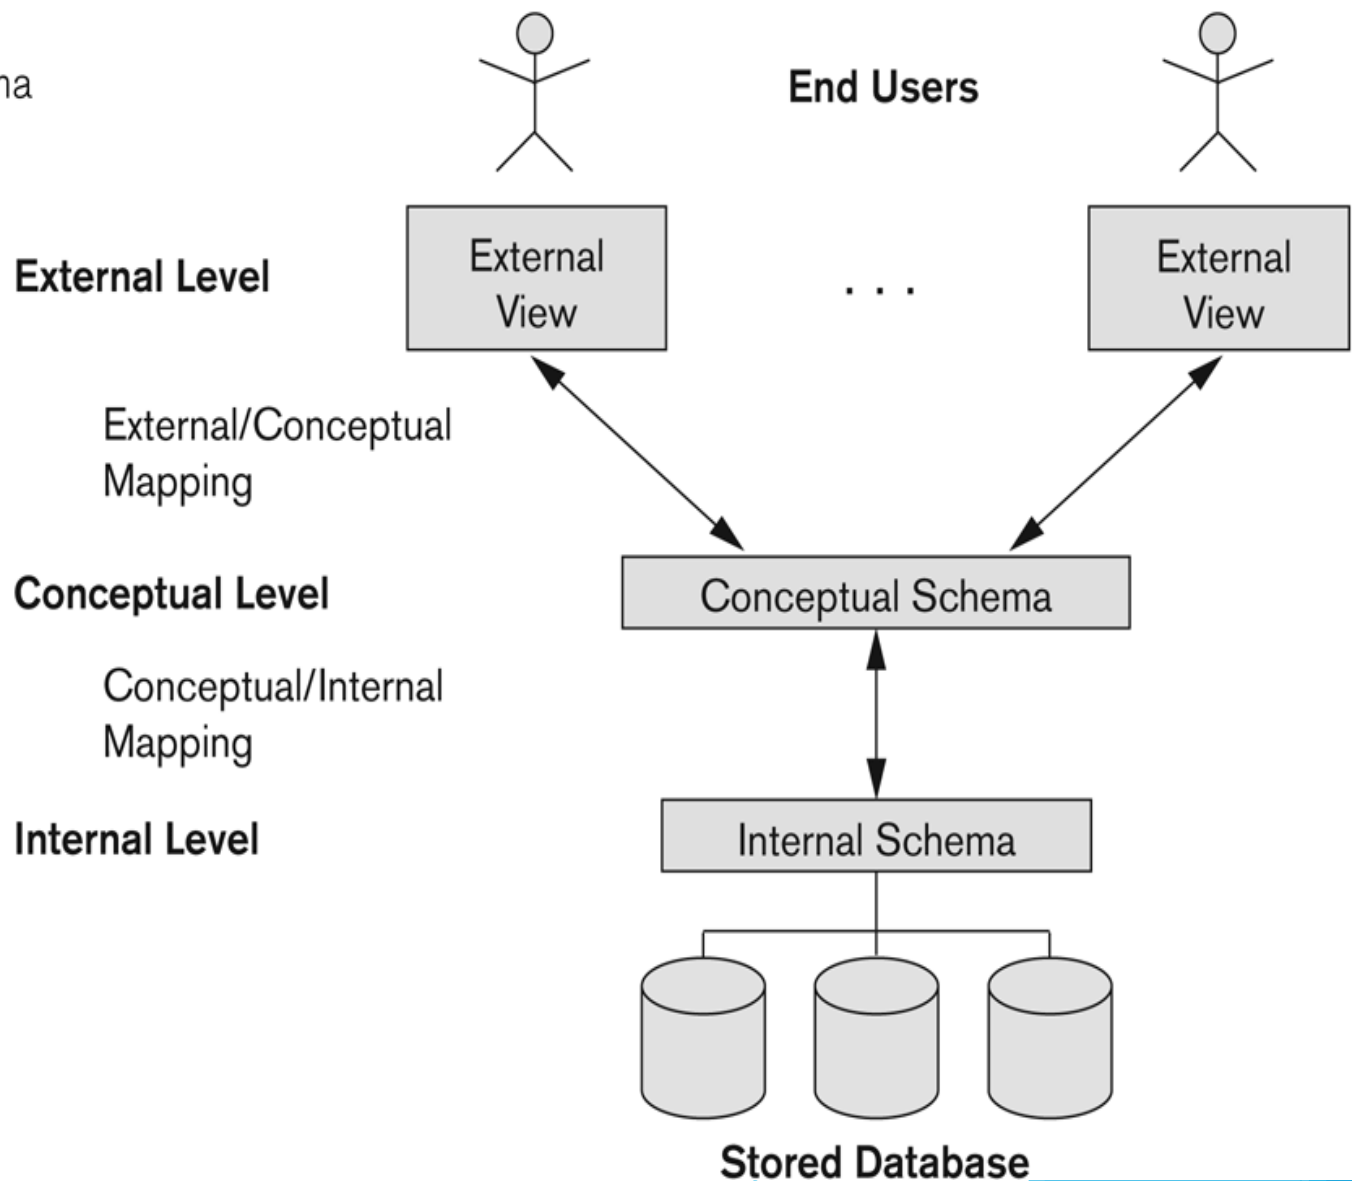 End Users
External Level
External
View
. . .
External
View
External/Conceptual
Mapping
Conceptual Level
Conceptual Schema
Conceptual/Internal
Mapping
Internal Level
Internal Schema
Stored Database